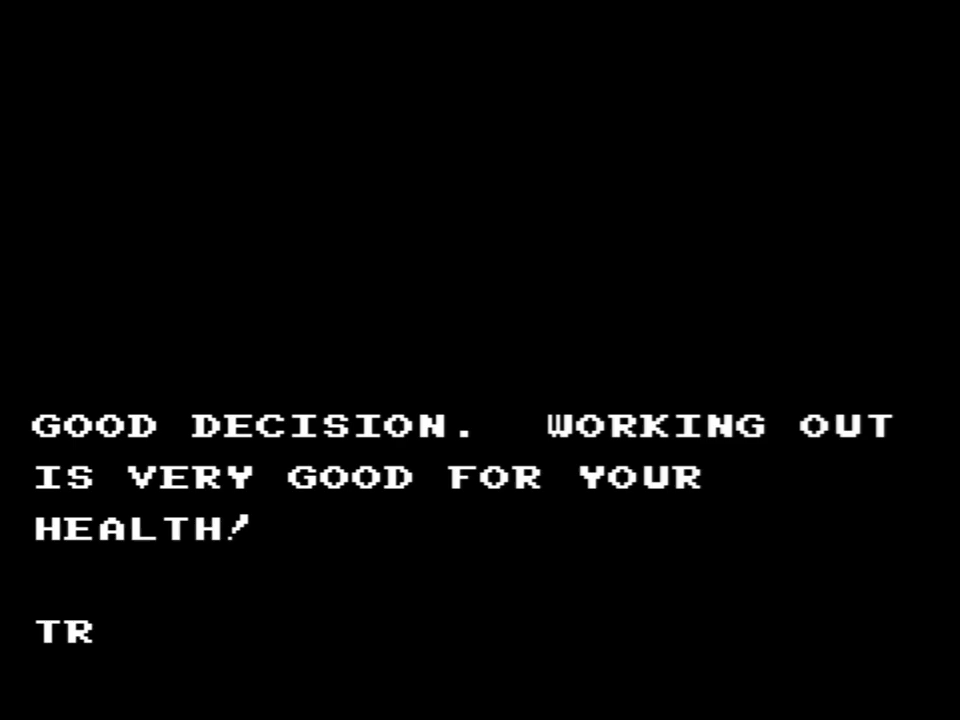 GOOD DECISION.  WORKING OUT
IS VERY GOOD FOR YOUR
HEALTH!
TR